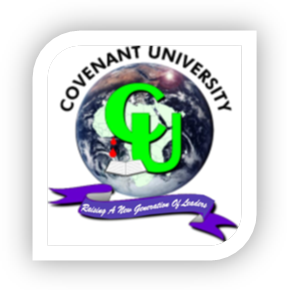 COVENANT UNIVERSITY
CU
Raising A New Generation Of Leaders